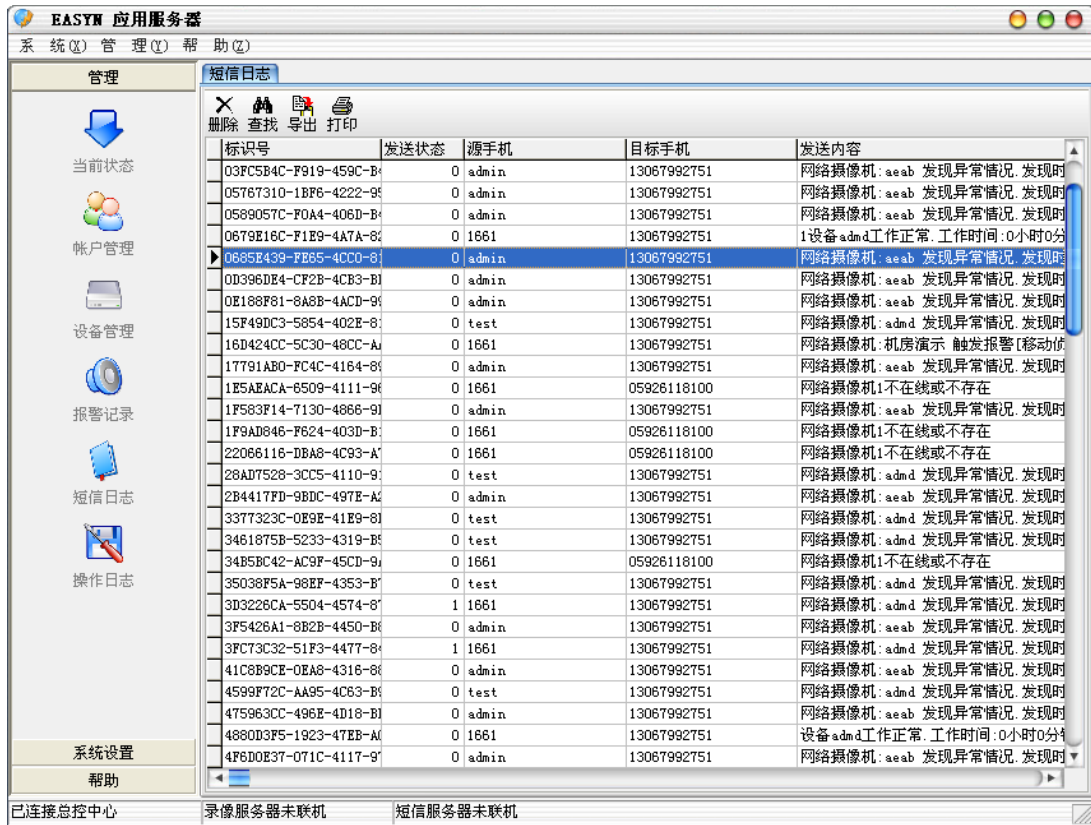 EASYN 应用服务器
系 统(X) 管 理(Y) 帮 助(Z)
管理
当前状态
帐户管理
设备管理
报警记录
短信日志
操作日志
系统设置
帮助
短信日志
删除 查找 导出 打印
标识号 发送状态 源手机 目标手机 发送内容
03FC5B4C-F919-459C-B4 0 admin 13067992751 网络摄像机:aeab 发现异常情况.发现时
05767310-1BF6-4222-95 0 admin 13067992751 网络摄像机:aeab 发现异常情况.发现时
0589057C-F0A4-406D-B4 0 admin 13067992751 网络摄像机:aeab 发现异常情况.发现时
0679E16C-F1E9-4A7A-82 0 1661 13067992751 1设备admd工作正常.工作时间:0小时0分
0685E439-FE65-4CC0-81 0 admin 13067992751 网络摄像机:aeab 发现异常情况.发现时
0D396DE4-CF2B-4CB3-B 0 admin 13067992751 网络摄像机:aeab 发现异常情况.发现时
0E188F81-8A8B-4ACD-99 0 admin 13067992751 网络摄像机:aeab 发现异常情况.发现时
15F49DC3-5854-402E-81 0 test 13067992751 网络摄像机:admd 发现异常情况.发现时
16D424CC-5C30-48CC-A 0 1661 13067992751 网络摄像机:机房演示 触发报警[移动侦
17791AB0-FC4C-4164-89 0 admin 13067992751 网络摄像机:aeab 发现异常情况.发现时
1E5AEACA-6509-4111-96 0 1661 05926118100 网络摄像机1不在线或不存在
1F583F14-7130-4866-9 0 admin 13067992751 网络摄像机:aeab 发现异常情况.发现时
1F9AD846-F624-403D-B 0 1661 05926118100 网络摄像机1不在线或不存在
22066116-DBA8-4C93-A 0 1661 05926118100 网络摄像机1不在线或不存在
28AD7528-3CC5-4110-91 0 test 13067992751 网络摄像机:admd 发现异常情况.发现时
2B4417FD-9BDC-497E-A2 0 admin 13067992751 网络摄像机:aeab 发现异常情况.发现时
3377323C-0E9E-41E9-8 0 test 13067992751 网络摄像机:admd 发现异常情况.发现时
3461875B-5233-4319-B 0 test 13067992751 网络摄像机:admd 发现异常情况.发现时
34B5BC42-AC9F-45CD-9 0 1661 05926118100 网络摄像机1不在线或不存在
35038F5A-98EF-4353-B 0 test 13067992751 网络摄像机:admd 发现异常情况.发现时
3D3226CA-5504-4574-8 1 1661 13067992751 网络摄像机:admd 发现异常情况.发现时
3F5426A1-8B2B-4450-B8 0 admin 13067992751 网络摄像机:aeab 发现异常情况.发现时
3FC73C32-51F3-4477-84 1 1661 13067992751 网络摄像机:admd 发现异常情况.发现时
41C8B9CE-0EA8-4316-88 0 admin 13067992751 网络摄像机:aeab 发现异常情况.发现时
4599F72C-AA95-4C63-B9 0 test 13067992751 网络摄像机:admd 发现异常情况.发现时
475963CC-496E-4D18-B 0 admin 13067992751 网络摄像机:aeab 发现异常情况.发现时
4880D3F5-1923-47EB-A 0 1661 13067992751 设备admd工作正常.工作时间:0小时0分
4F6D0E37-071C-4117-9 0 admin 13067992751 网络摄像机:aeab 发现异常情况.发现时
已连接总控中心 录像服务器未联机 短信服务器未联机